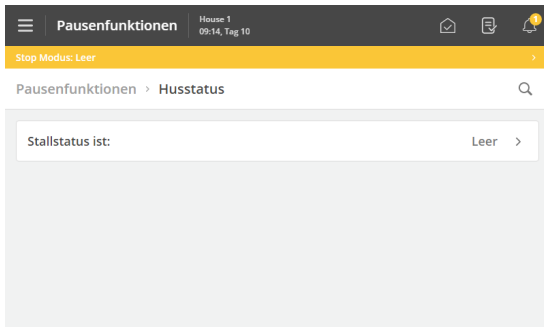 Pausenfunktionen
House 1
09:14, Tag 10
1
Stop Modus: Leer
Pausenfunktionen › Husstatus
Stallstatus ist: Leer